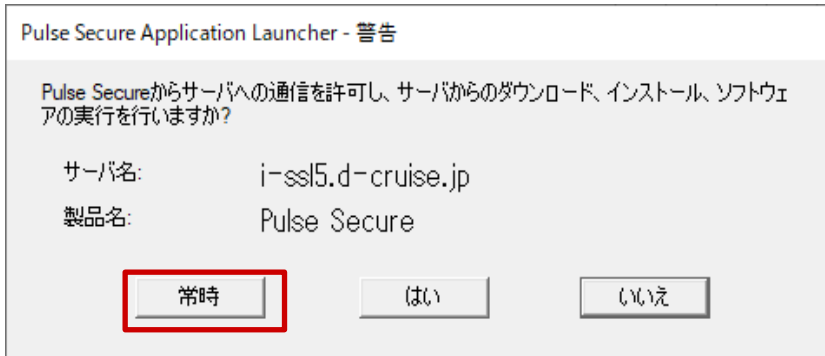 Pulse Secure Application Launcher - 警告
Pulse Secureからサーバへの通信を許可し、サーバからのダウンロード、インストール、ソフトウェ
アの実行を行いますか?
サーバ名: i-ssl5.d-cruise.jp
製品名: Pulse Secure
常時 はい いいえ